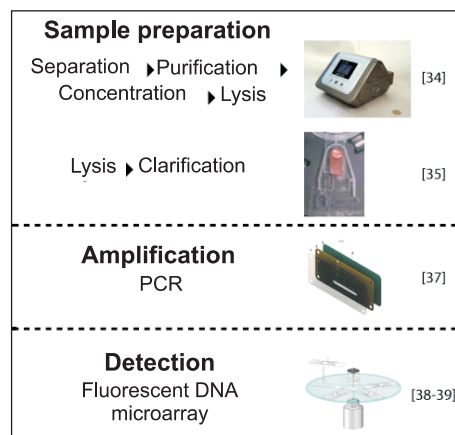 Sample preparation
Separation Purification
Concentration Lysis
[34]
Lysis Clarification
[35]
Amplification
PCR
[37]
Detection
Fluorescent DNA
microarray
[38-39]